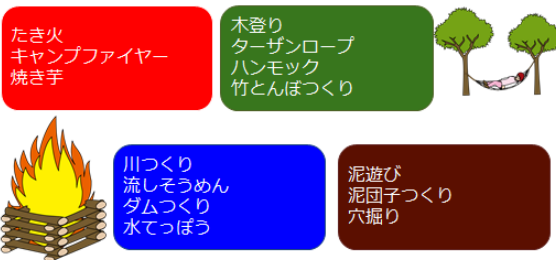 たき火
キャンプファイヤー
焼き芋
木登り
ターザンロープ
ハンモック
竹とんぼつくり
川つくり
流しそうめん
ダムつくり
水てっぽう
泥遊び
泥団子つくり
穴掘り